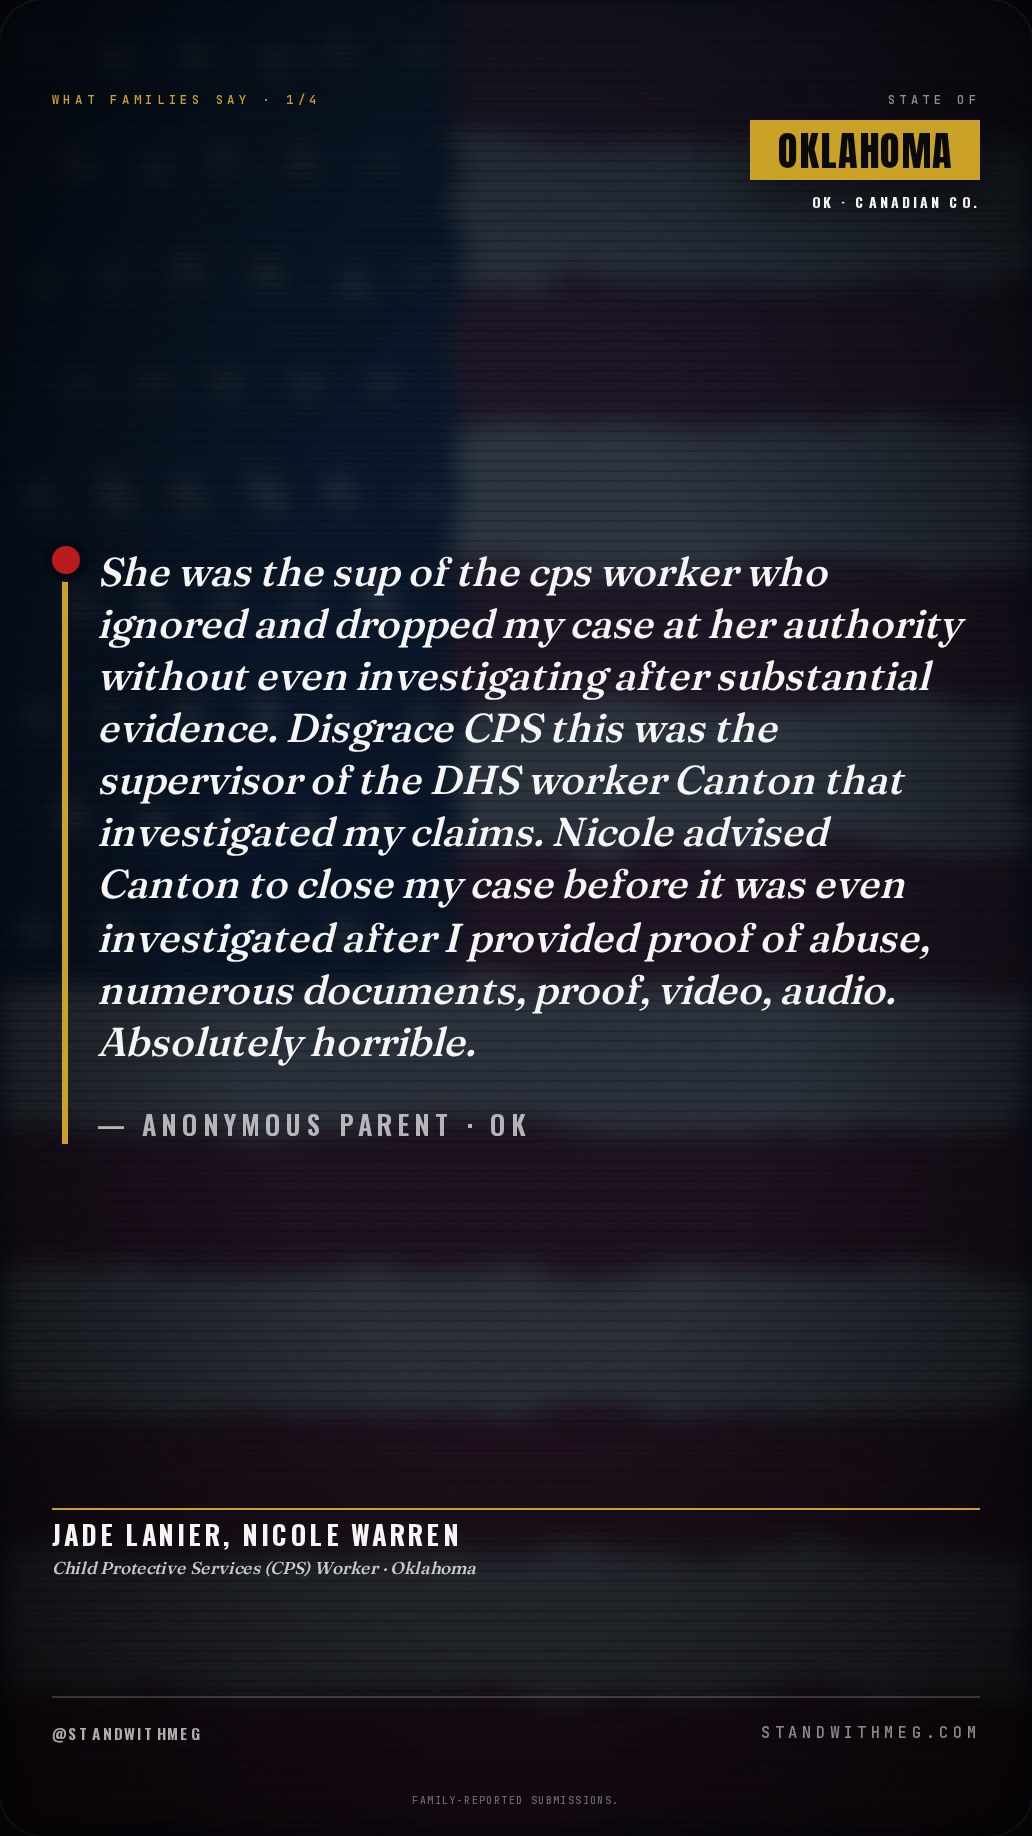 WHAT FAMILIES SAY · 1/4
STATE OF
OKLAHOMA
OK · CANADIAN CO.
She was the sup of the cps worker who
ignored and dropped my case at her authority
without even investigating after substantial
evidence. Disgrace CPS this was the
supervisor of the DHS worker Canton that
investigated my claims. Nicole advised
Canton to close my case before it was even
investigated after I provided proof of abuse,
numerous documents, proof, video, audio.
Absolutely horrible.
— ANONYMOUS PARENT · OK
JADE LANIER, NICOLE WARREN
Child Protective Services (CPS) Worker · Oklahoma
@STANDWITHMEG
STANDWITHMEG.COM
FAMILY-REPORTED SUBMISSIONS.